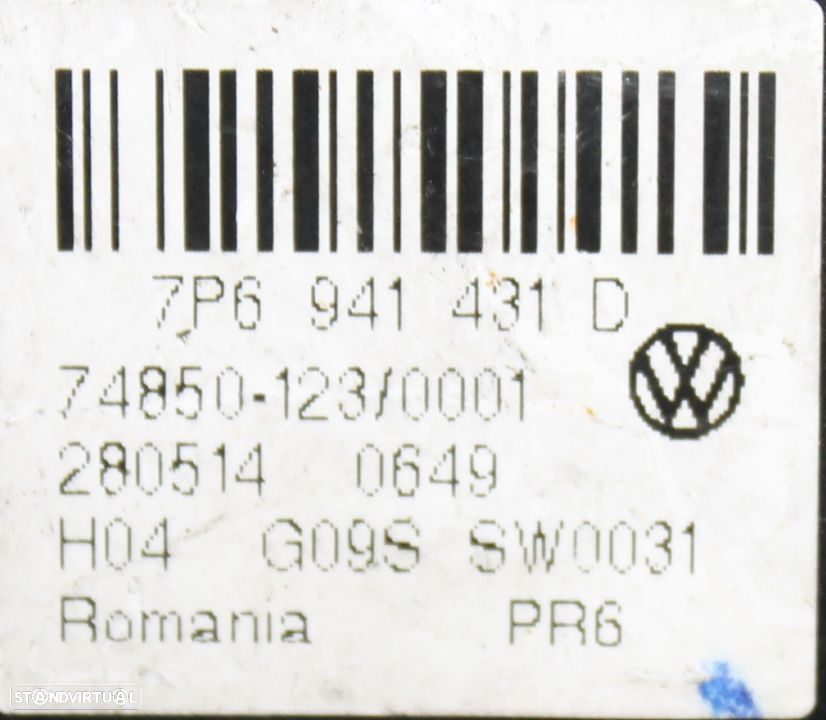 7P6 941 431 D
74850-123/0001
280514 0649
H04 G09S SW0031
Romania PR6
STANDVIRTUAL